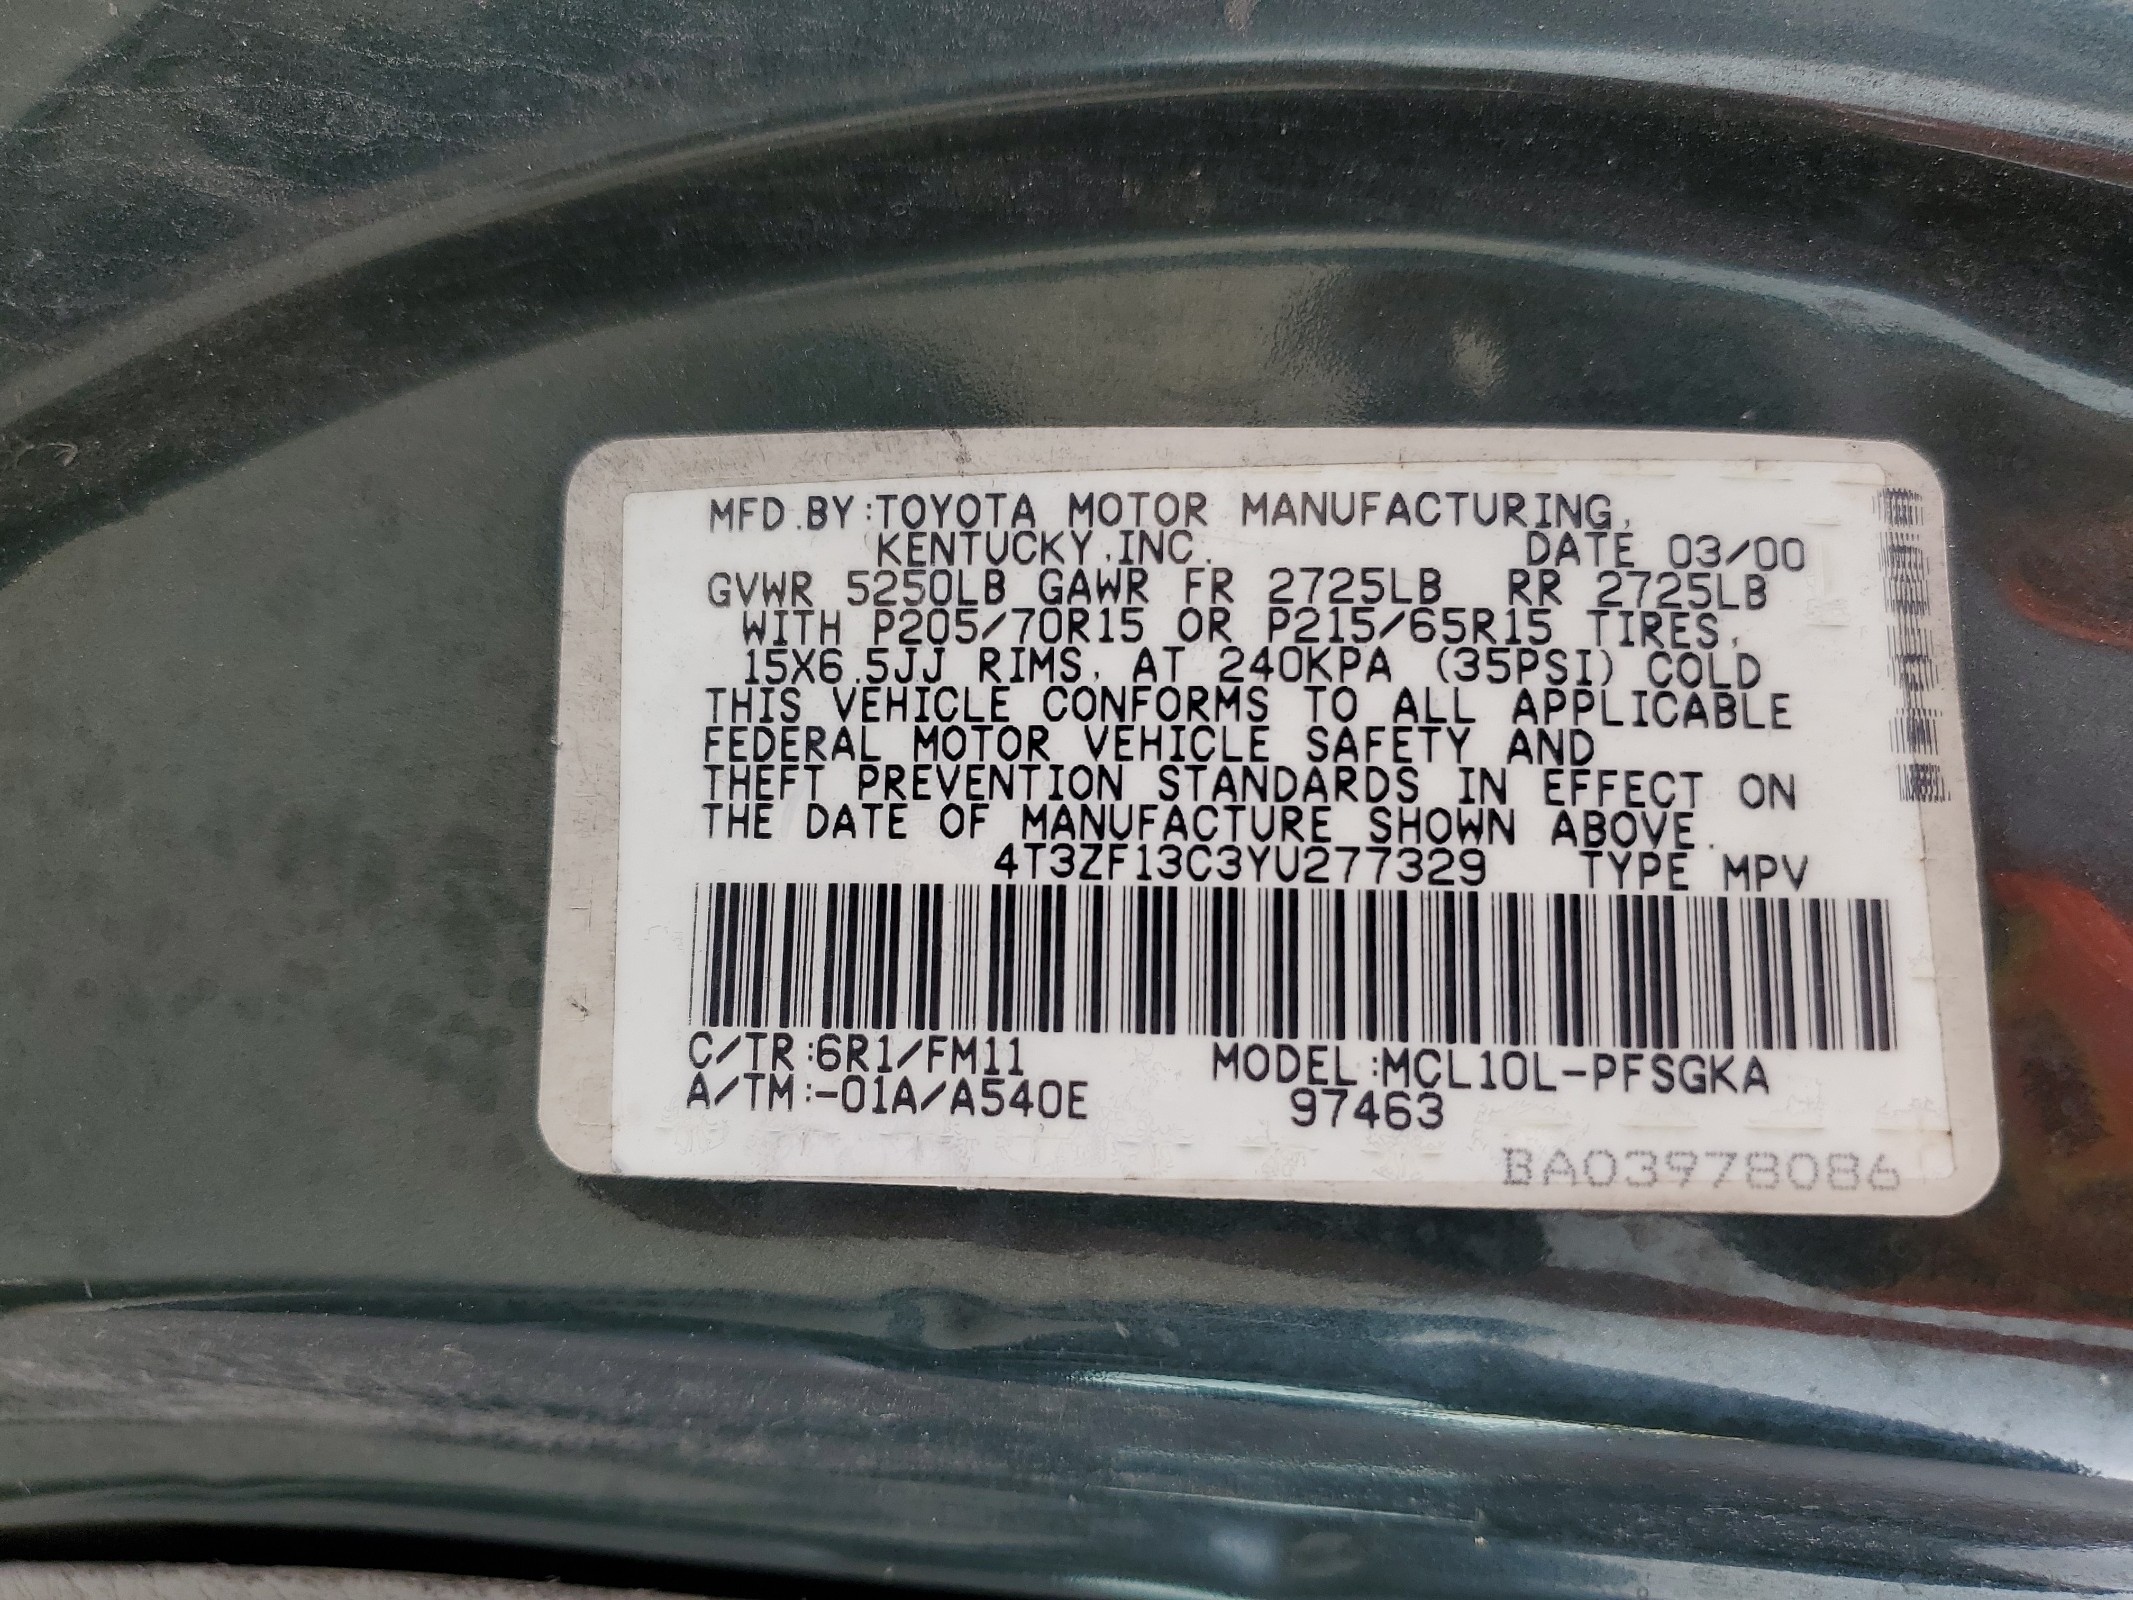 MFD.BY:TOYOTA MOTOR MANUFACTURING,
KENTUCKY,INC. DATE 03/00
GVWR 5250LB GAWR FR 2725LB RR 2725LB
WITH P205/70R15 OR P215/65R15 TIRES,
15X6.5JJ RIMS, AT 240KPA (35PSI) COLD
THIS VEHICLE CONFORMS TO ALL APPLICABLE
FEDERAL MOTOR VEHICLE SAFETY AND
THEFT PREVENTION STANDARDS IN EFFECT ON
THE DATE OF MANUFACTURE SHOWN ABOVE.
4T3ZF13C3YU277329 TYPE MPV
C/TR:6R1/FM11 MODEL:MCL10L-PFSGKA
A/TM:-01A/A540E 97463
BA03978086